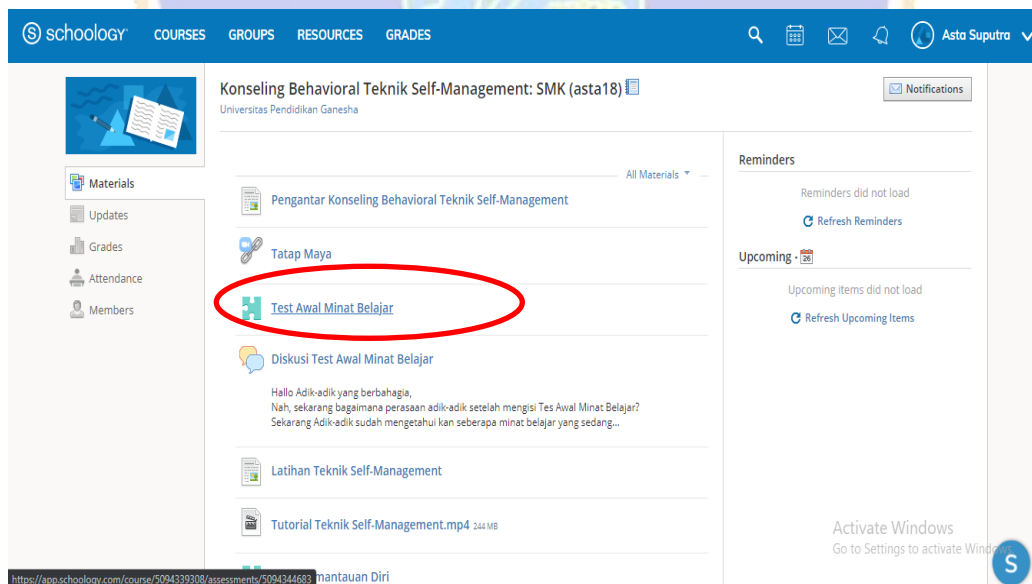 schoology COURSES GROUPS RESOURCES GRADES Asta Suputra
Konseling Behavioral Teknik Self-Management: SMK (asta18)
Universitas Pendidikan Ganesha
Notifications
Materials
Updates
Grades
Attendance
Members
All Materials
Pengantar Konseling Behavioral Teknik Self-Management
Tatap Maya
Test Awal Minat Belajar
Diskusi Test Awal Minat Belajar
Hallo Adik-adik yang berbahagia,
Nah, sekarang bagaimana perasaan adik-adik setelah mengisi Tes Awal Minat Belajar?
Sekarang Adik-adik sudah mengetahui kan seberapa minat belajar yang sedang...
Latihan Teknik Self-Management
Tutorial Teknik Self-Management.mp4 244 MB
mantauan Diri
Reminders
Reminders did not load
Refresh Reminders
Upcoming · 26
Upcoming items did not load
Refresh Upcoming Items
Activate Windows
Go to Settings to activate Windows.
S
https://app.schoology.com/course/5094339308/assessments/5094344683